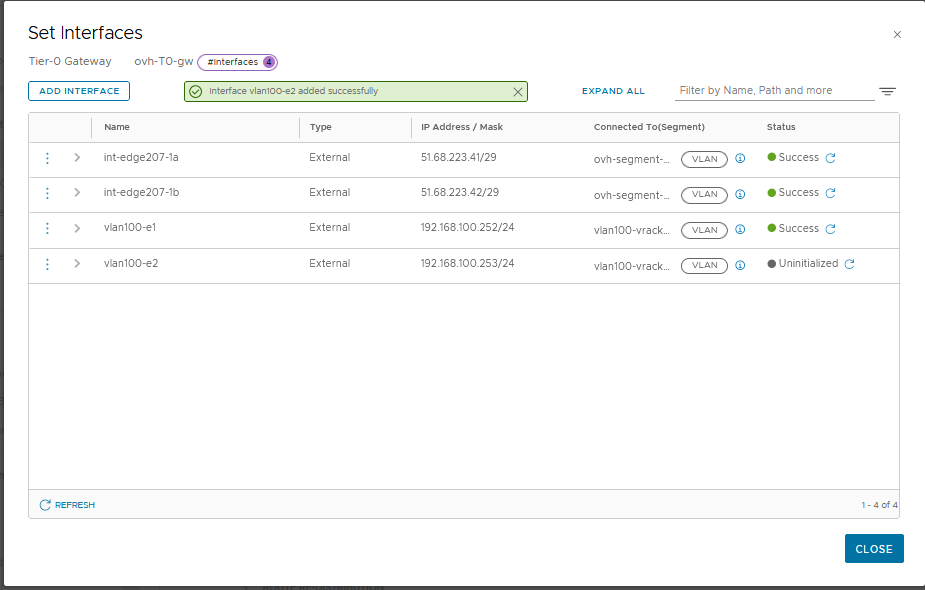 Set Interfaces
Tier-0 Gateway ovh-T0-gw #Interfaces 4
ADD INTERFACE Interface vlan100-e2 added successfully EXPAND ALL Filter by Name, Path and more
Name Type IP Address / Mask Connected To(Segment) Status
int-edge207-1a External 51.68.223.41/29 ovh-segment-... VLAN Success
int-edge207-1b External 51.68.223.42/29 ovh-segment-... VLAN Success
vlan100-e1 External 192.168.100.252/24 vlan100-vrack... VLAN Success
vlan100-e2 External 192.168.100.253/24 vlan100-vrack... VLAN Uninitialized
REFRESH 1 - 4 of 4
CLOSE